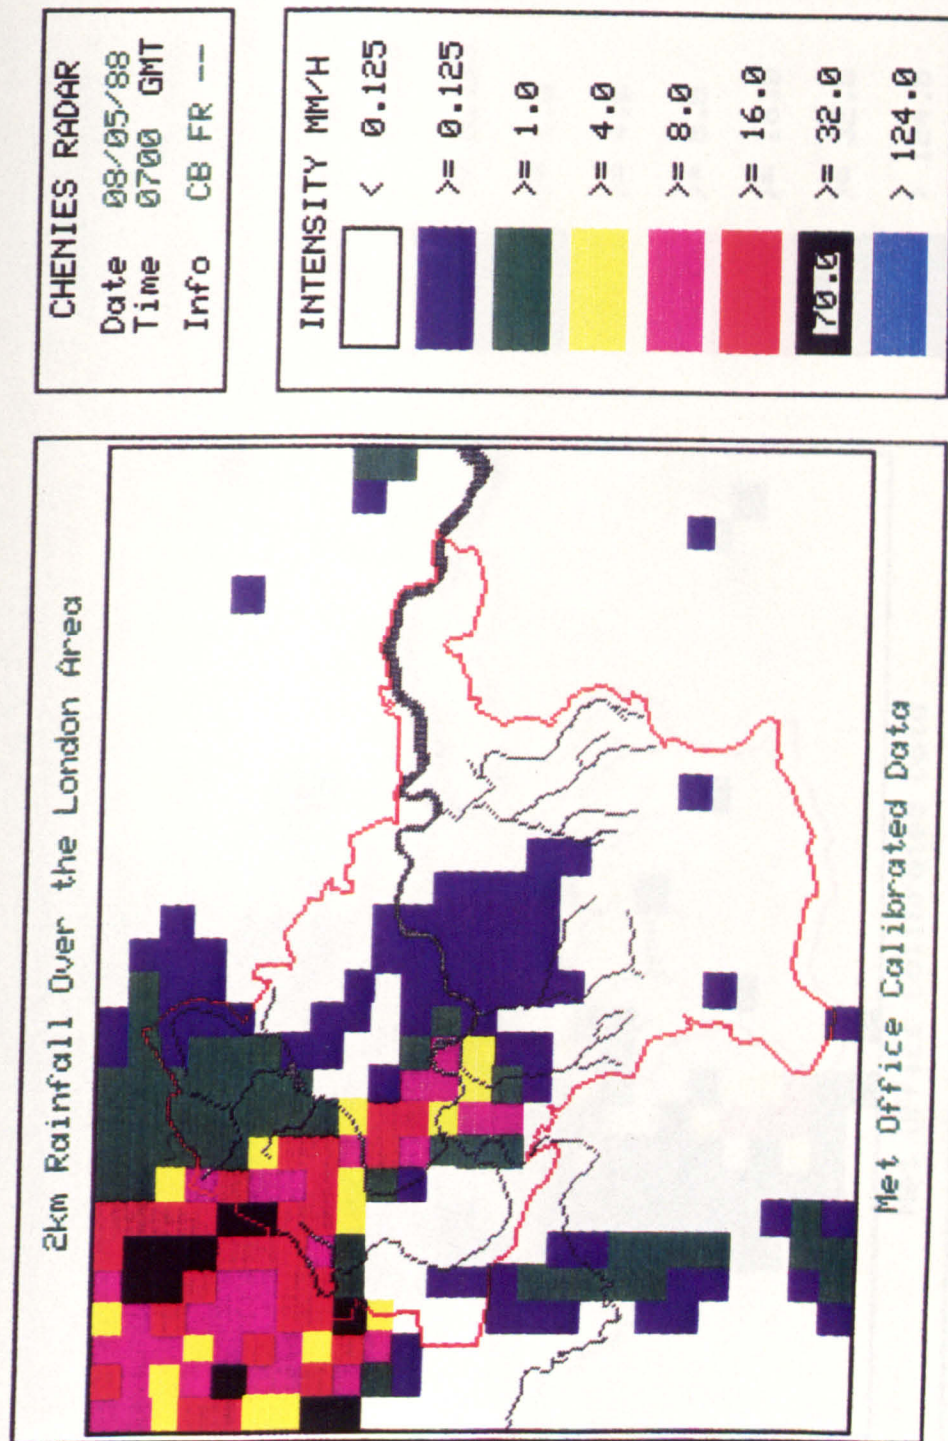 2km Rainfall Over the London Area
Met Office Calibrated Data
CHENIES RADAR
Date 08/05/88
Time 0700 GMT
Info CB FR --
INTENSITY MM/H
< 0.125
>= 0.125
>= 1.0
>= 4.0
>= 8.0
>= 16.0
70.0 >= 32.0
> 124.0